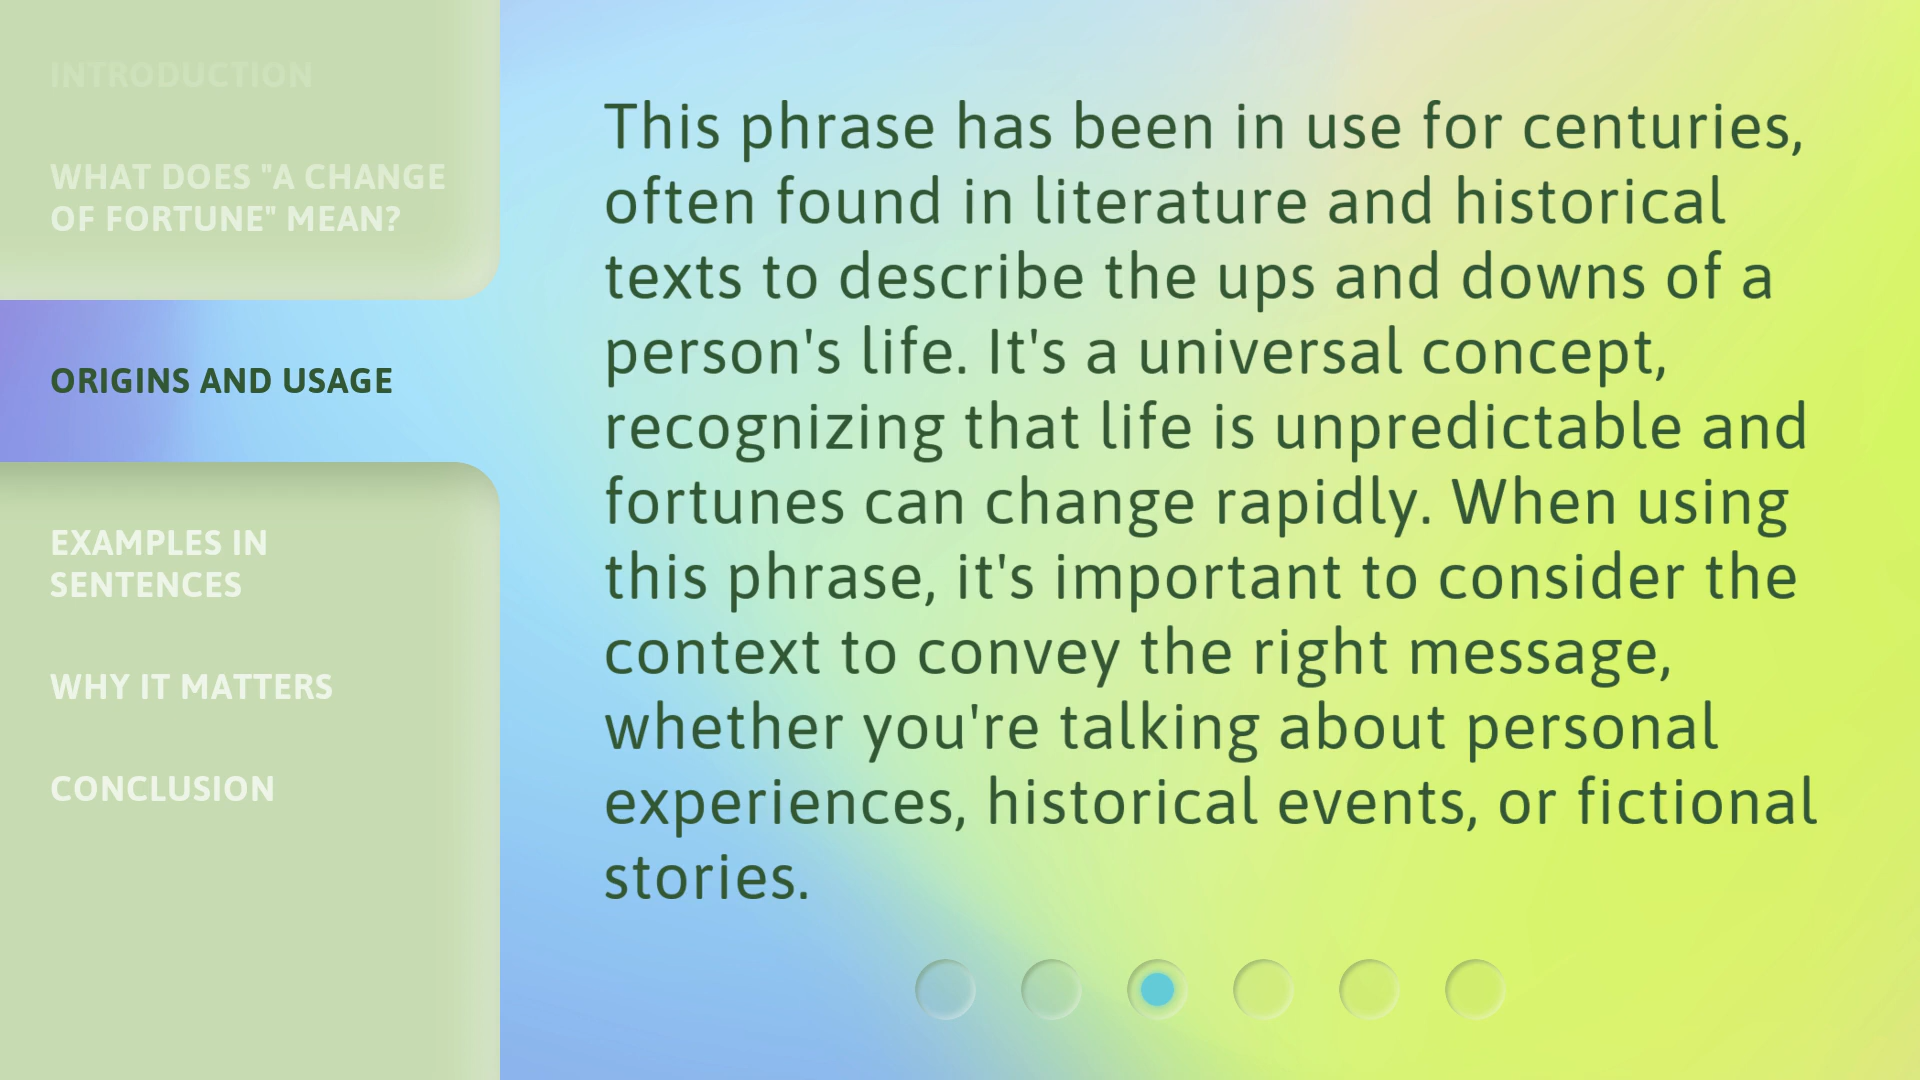 INTRODUCTION
WHAT DOES "A CHANGE
OF FORTUNE" MEAN?
ORIGINS AND USAGE
EXAMPLES IN
SENTENCES
WHY IT MATTERS
CONCLUSION
This phrase has been in use for centuries,
often found in literature and historical
texts to describe the ups and downs of a
person's life. It's a universal concept,
recognizing that life is unpredictable and
fortunes can change rapidly. When using
this phrase, it's important to consider the
context to convey the right message,
whether you're talking about personal
experiences, historical events, or fictional
stories.